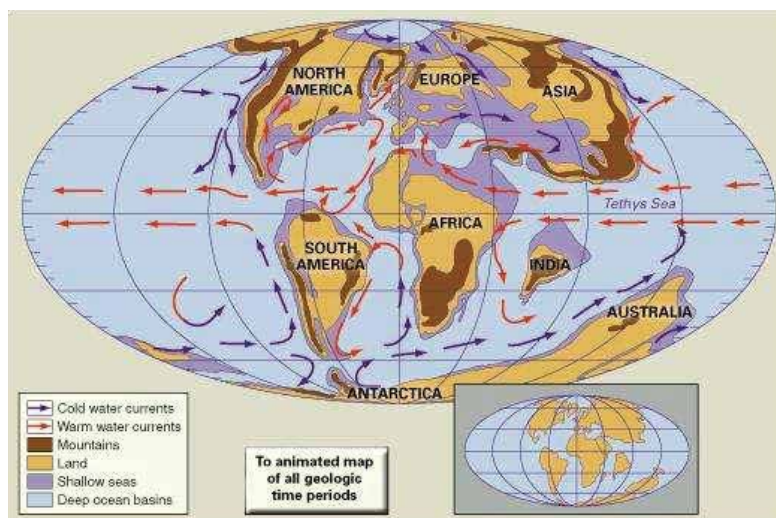 NORTH
AMERICA
EUROPE
ASIA
Tethys Sea
AFRICA
SOUTH
AMERICA
INDIA
AUSTRALIA
ANTARCTICA
Cold water currents
Warm water currents
Mountains
Land
Shallow seas
Deep ocean basins
To animated map
of all geologic
time periods